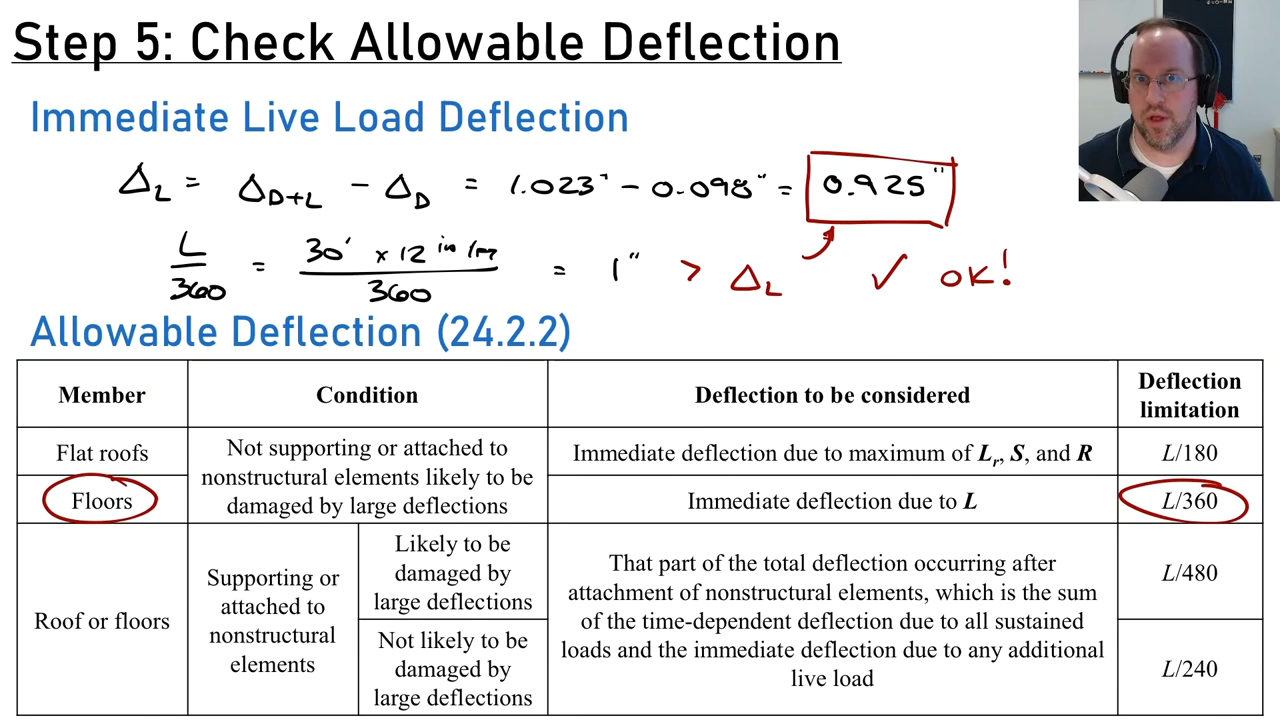 Step 5: Check Allowable Deflection
Immediate Live Load Deflection
Δ_L = Δ_D+L - Δ_D = 1.023" - 0.098" = 0.925"
L/360 = 30' × 12 in/ft / 360 = 1" > Δ_L ✓ OK!
Allowable Deflection (24.2.2)
Member
Condition
Deflection to be considered
Deflection
limitation
Flat roofs
Not supporting or attached to
nonstructural elements likely to be
damaged by large deflections
Immediate deflection due to maximum of L_r, S, and R
L/180
Floors
Immediate deflection due to L
L/360
Roof or floors
Supporting or
attached to
nonstructural
elements
Likely to be
damaged by
large deflections
That part of the total deflection occurring after
attachment of nonstructural elements, which is the sum
of the time-dependent deflection due to all sustained
loads and the immediate deflection due to any additional
live load
L/480
Not likely to be
damaged by
large deflections
L/240